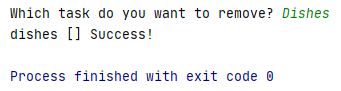 Which task do you want to remove? Dishes
dishes [] Success!
Process finished with exit code 0